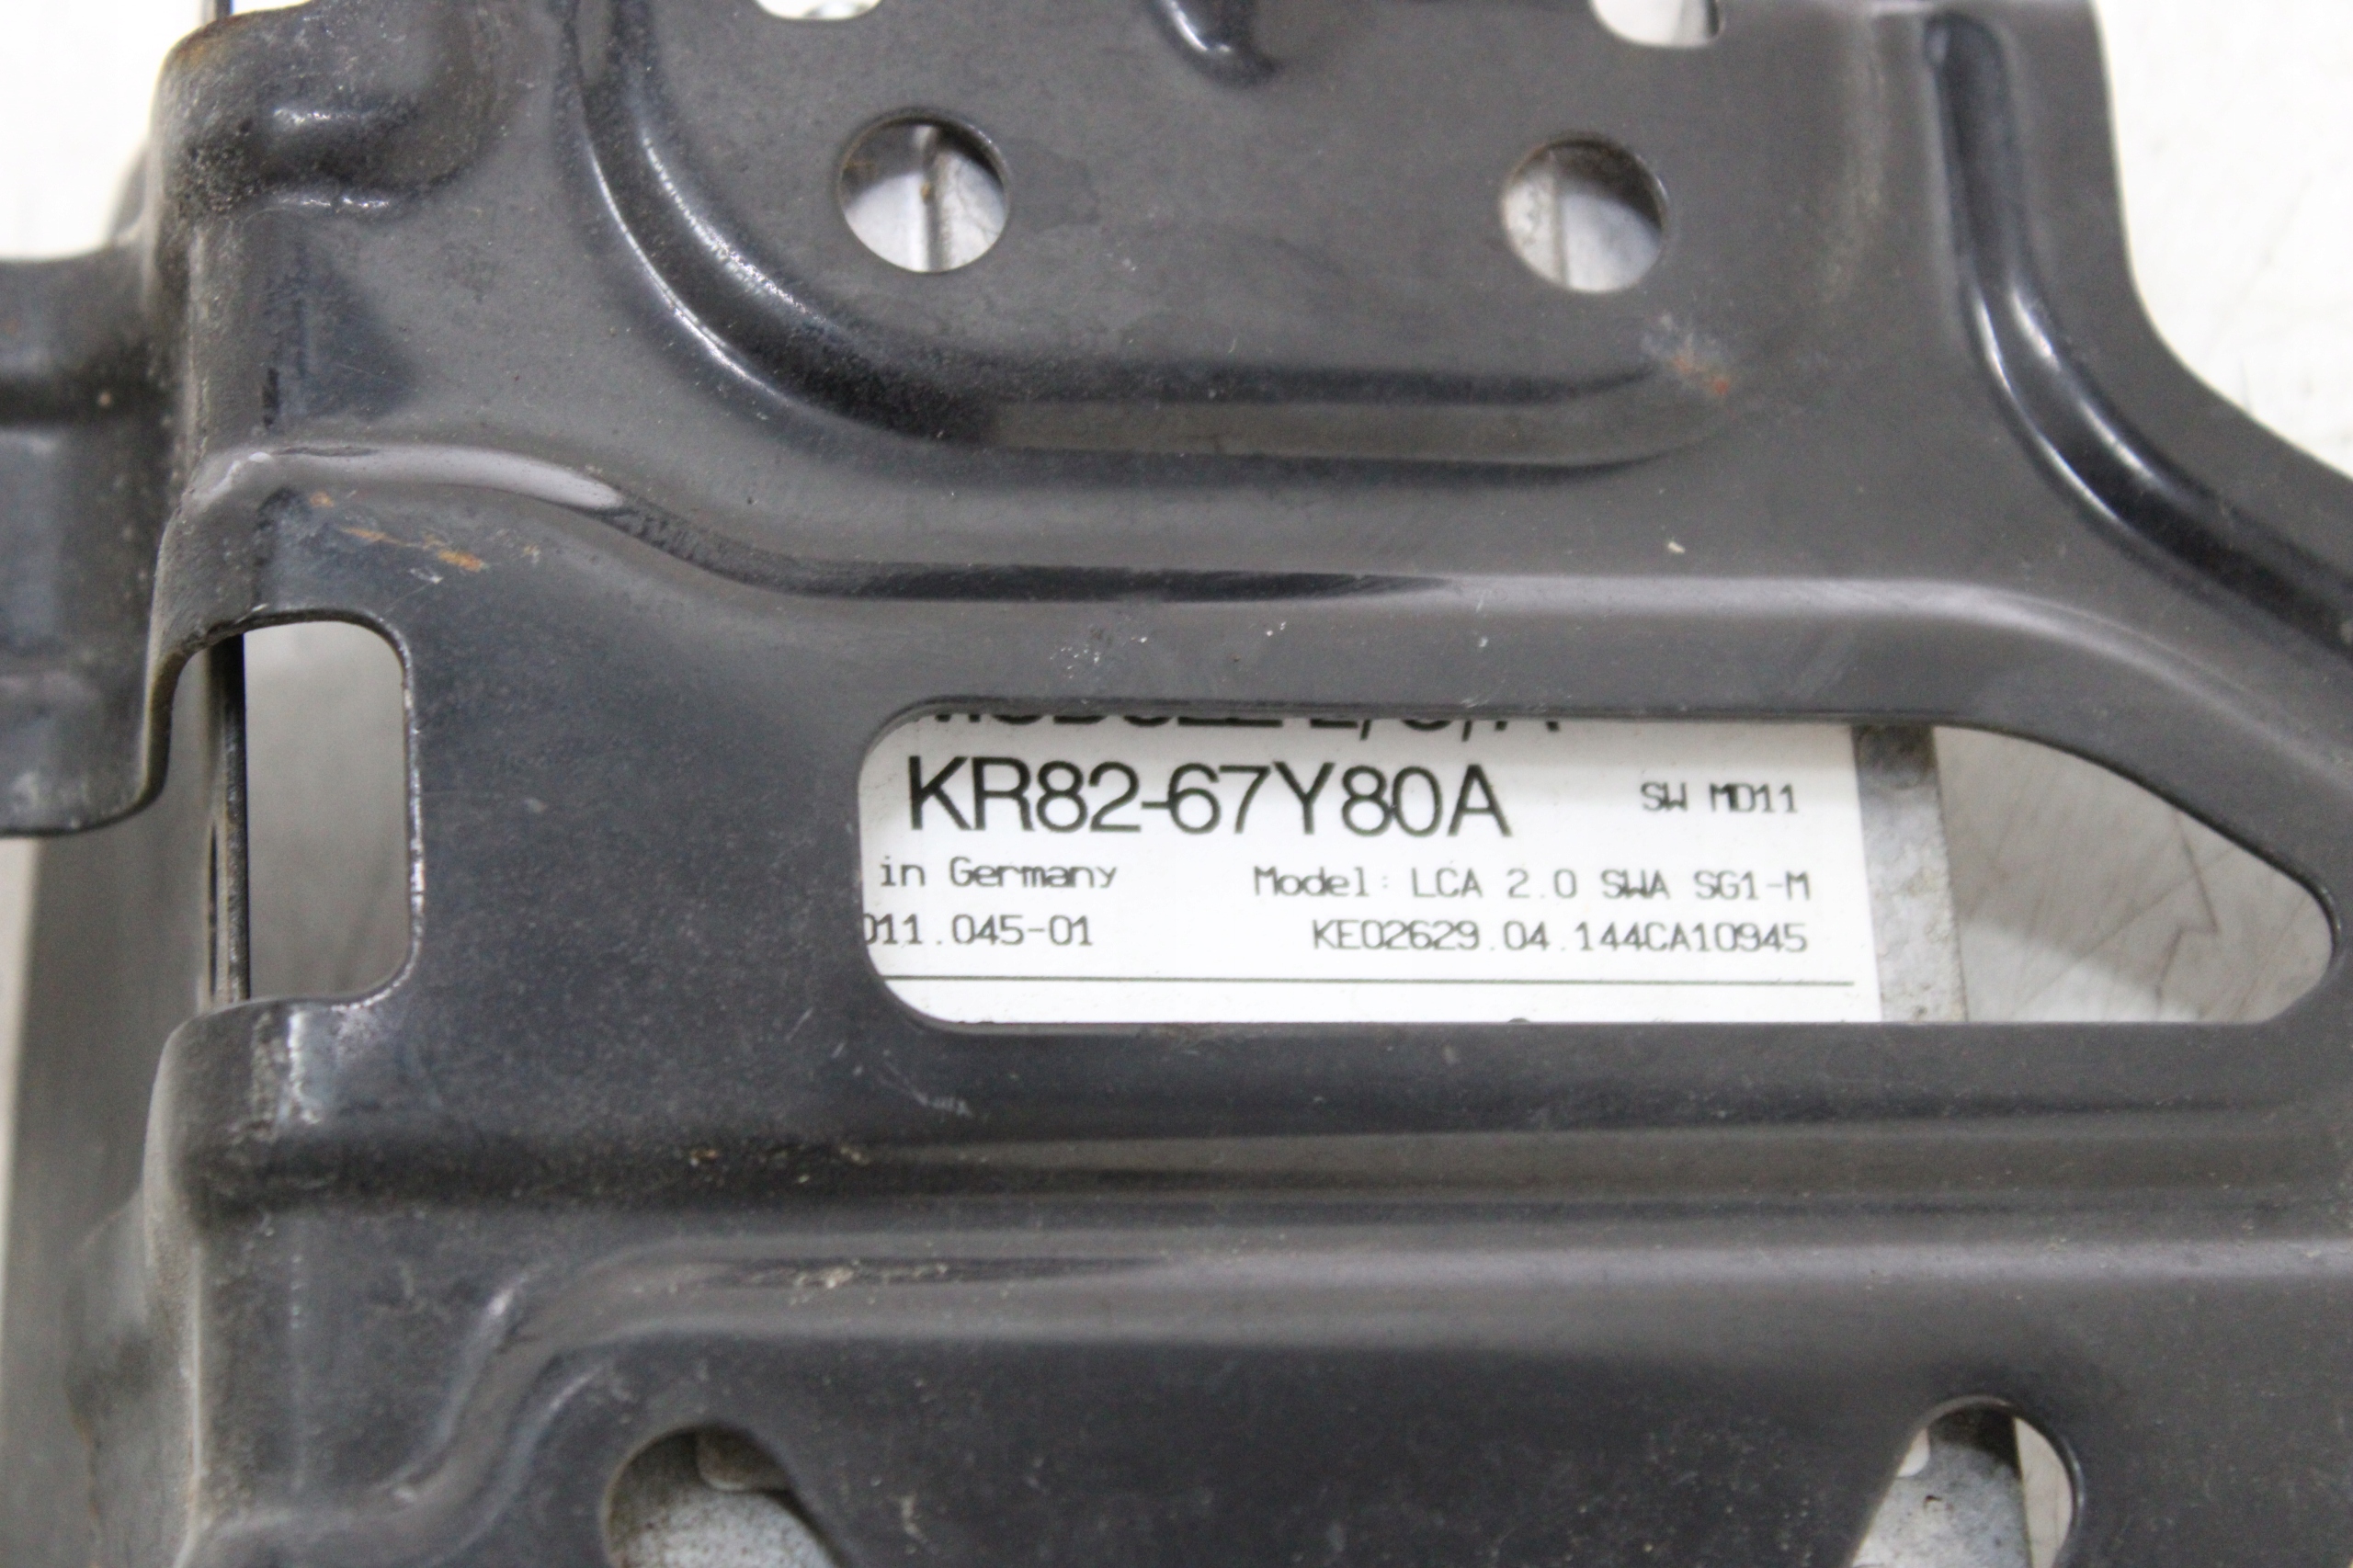 KR82-67Y80A SW MD11
in Germany Model: LCA 2.0 SWA SG1-M
011.045-01 KE02629.04.144CA10945